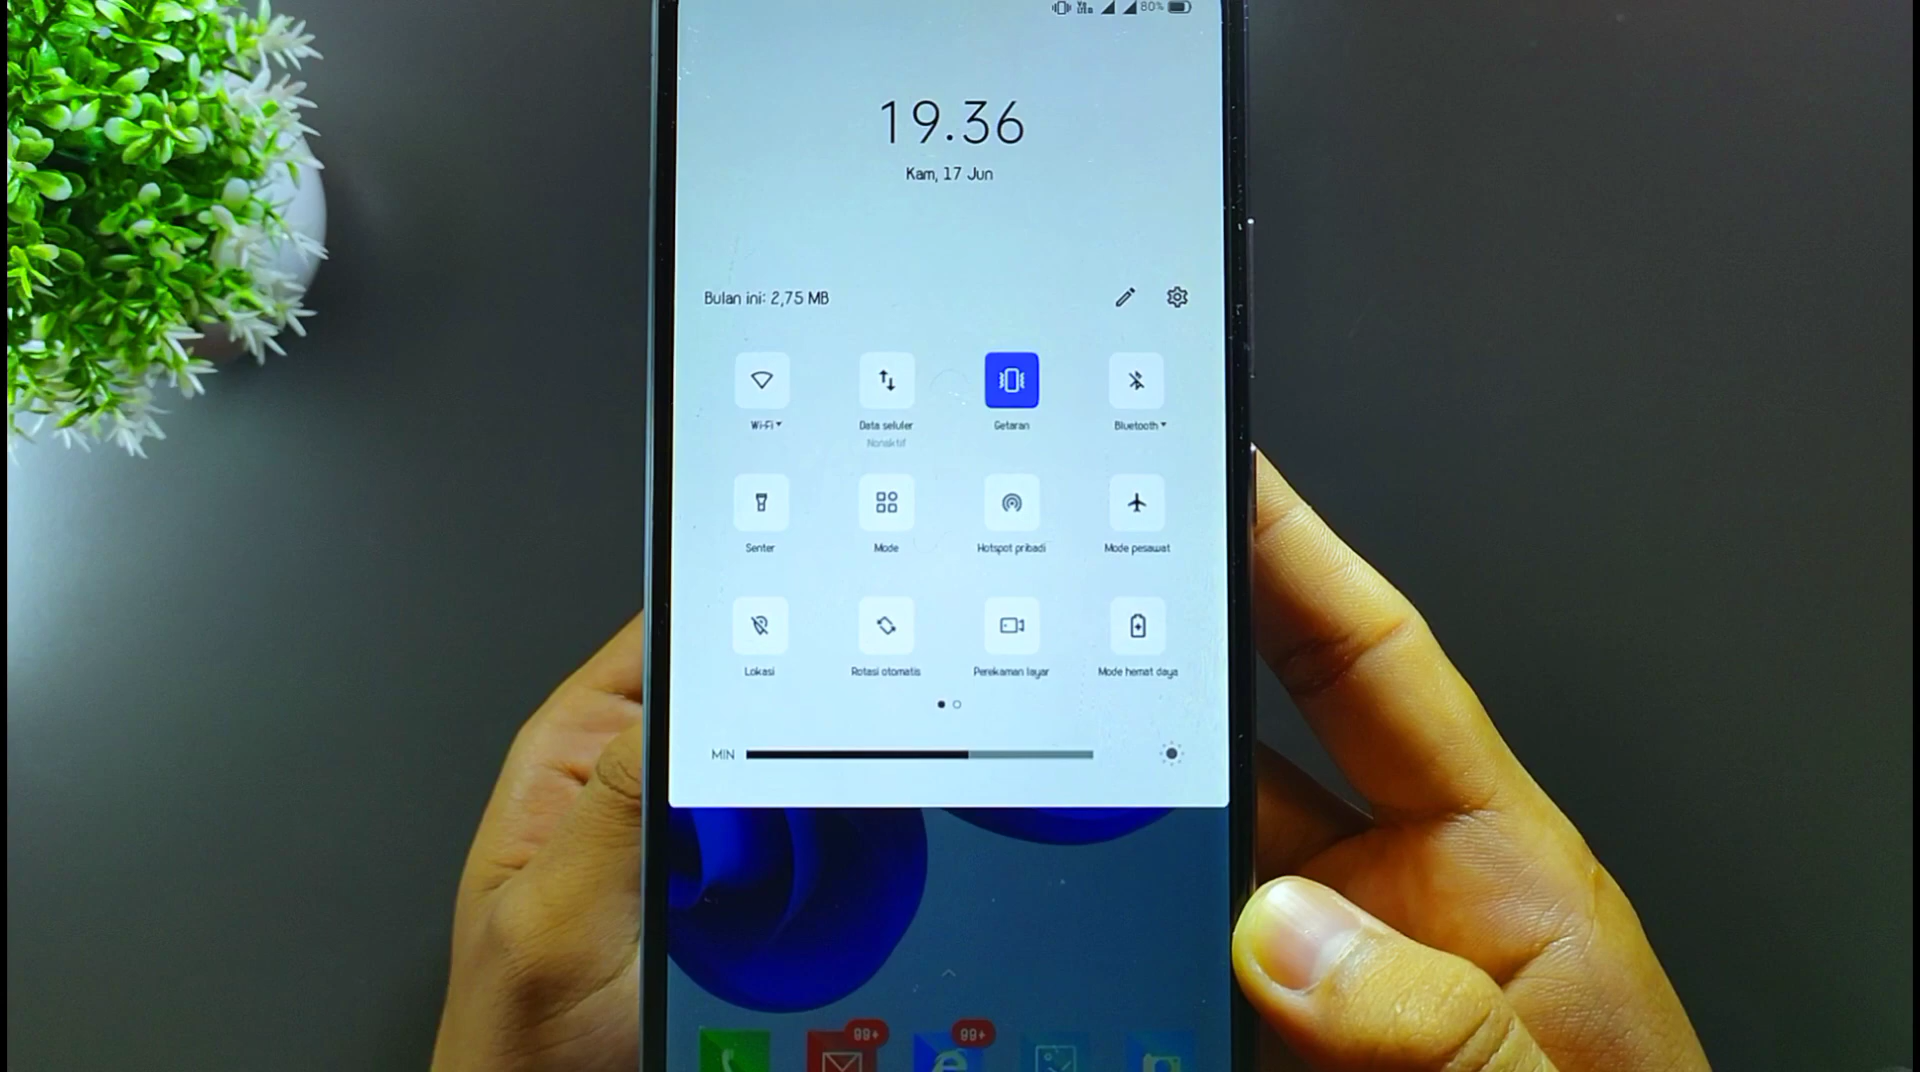 80%
19.36
Kam, 17 Jun
Bulan ini: 2,75 MB
Wi-Fi
Data seluler
Getaran
Bluetooth
Nonaktif
Senter
Mode
Hotspot pribadi
Mode pesawat
Lokasi
Rotasi otomatis
Perekaman layar
Mode hemat daya
MIN
99+
99+